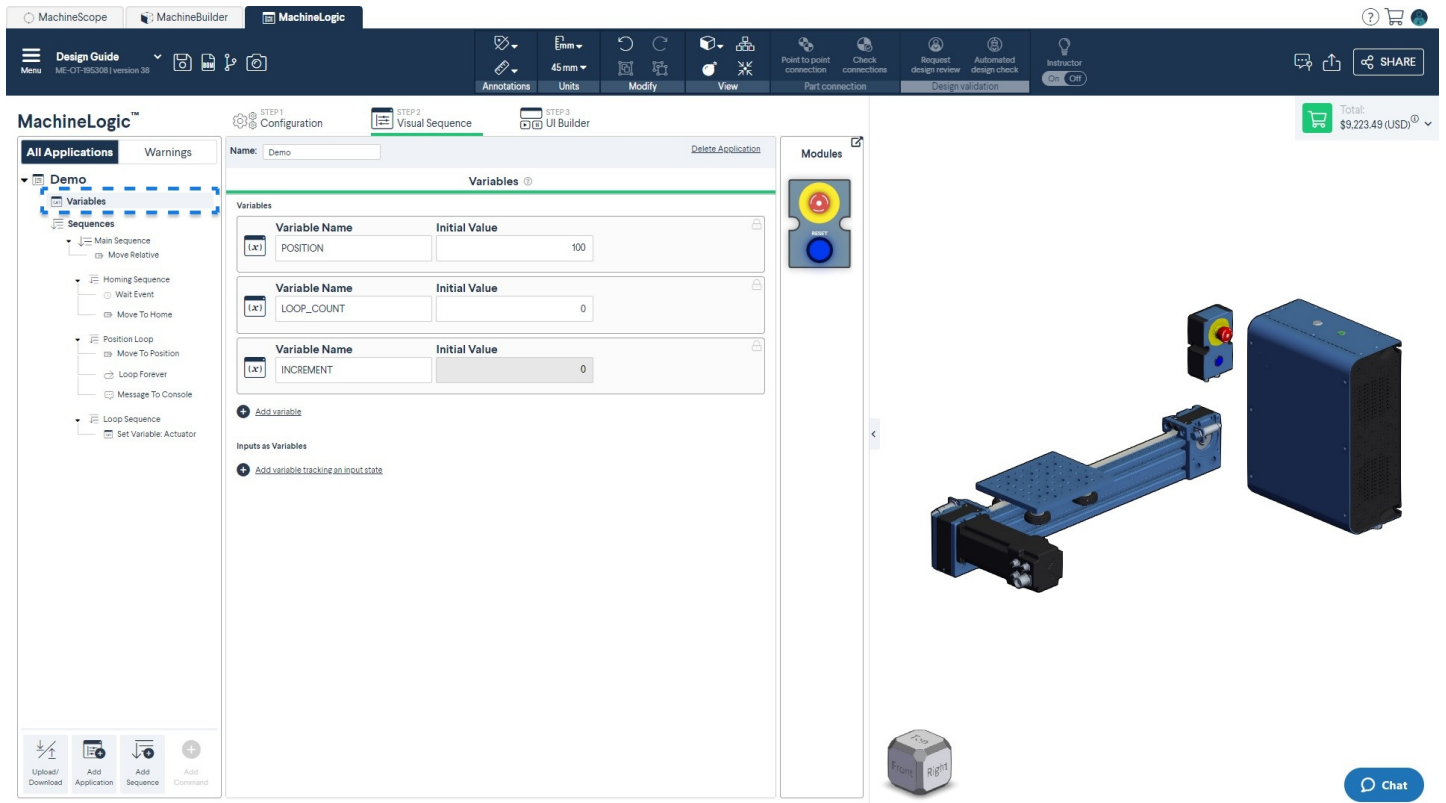 MachineScope
MachineBuilder
MachineLogic
Menu
Design Guide
ME-OT-195308 | version 38
BOM
Annotations
mm
45 mm
Units
Modify
View
Point to point
connection
Check
connections
Part connection
Request
design review
Automated
design check
Design validation
Instructor
On Off
SHARE
MachineLogic™
STEP 1
Configuration
STEP 2
Visual Sequence
STEP 3
UI Builder
Total:
$9,223.49 (USD)
All Applications
Warnings
Demo
Variables
Sequences
Main Sequence
Move Relative
Homing Sequence
Wait Event
Move To Home
Position Loop
Move To Position
Loop Forever
Message To Console
Loop Sequence
Set Variable: Actuator
Upload/
Download
Add
Application
Add
Sequence
Add
Command
Name: Demo
Delete Application
Variables
Variables
Variable Name Initial Value
(x) POSITION 100
Variable Name Initial Value
(x) LOOP_COUNT 0
Variable Name Initial Value
(x) INCREMENT 0
Add variable
Inputs as Variables
Add variable tracking an input state
Modules
RESET
Top
Front Right
Chat